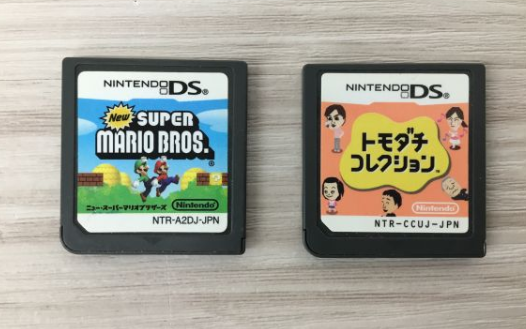 NINTENDO DS®
New SUPER
MARIO BROS.®
ニュー・スーパーマリオブラザーズ
Nintendo
NTR-A2DJ-JPN
NINTENDO DS®
トモダチ
コレクション™
Nintendo
NTR-CCUJ-JPN